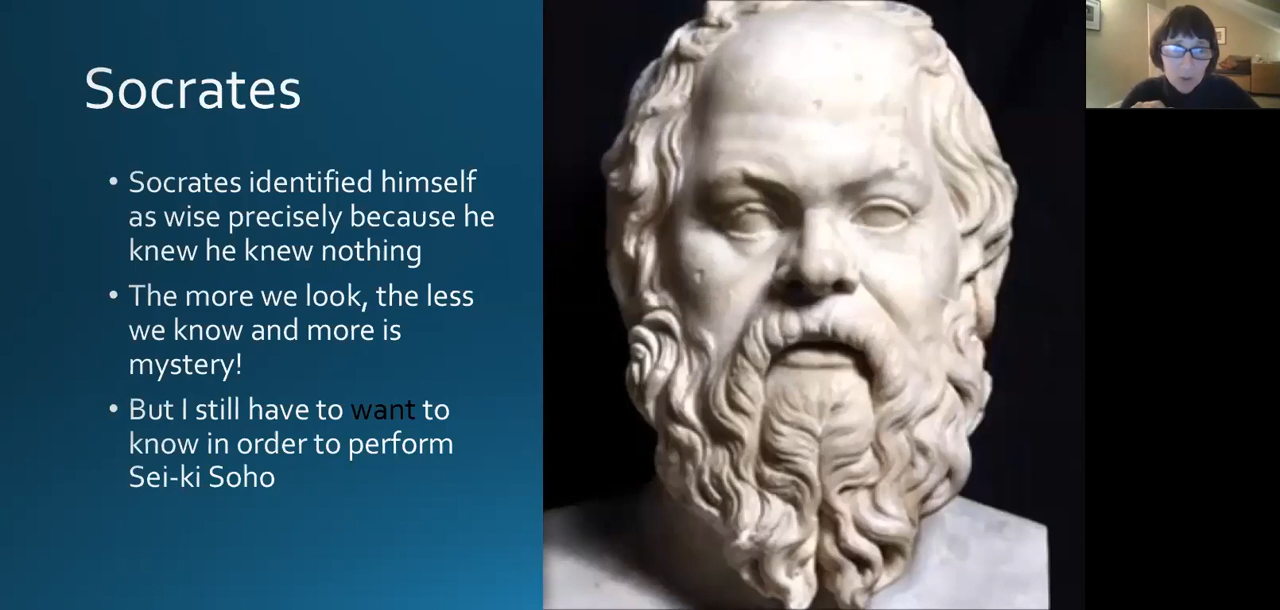 Socrates
• Socrates identified himself
as wise precisely because he
knew he knew nothing
• The more we look, the less
we know and more is
mystery!
• But I still have to want to
know in order to perform
Sei-ki Soho